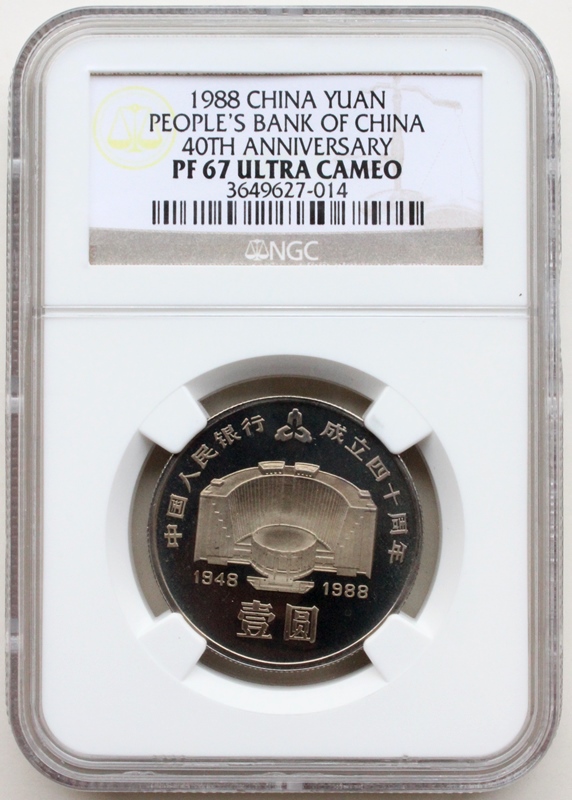 1988 CHINA YUAN
PEOPLE'S BANK OF CHINA
40TH ANNIVERSARY
PF 67 ULTRA CAMEO
3649627-014
NGC
中国人民银行 成立四十周年
1948 1988
壹圆